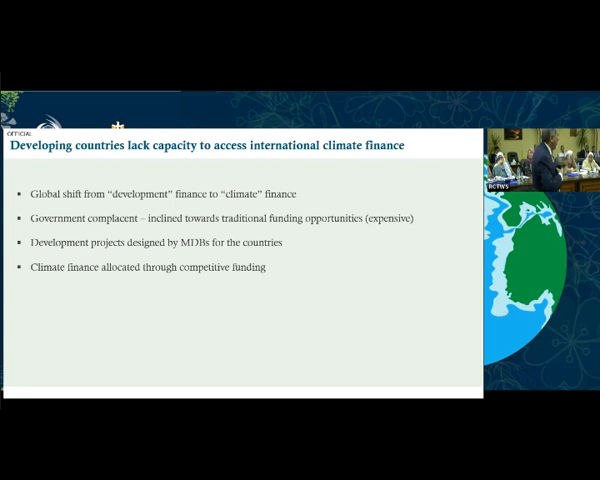 OFFICIAL
Developing countries lack capacity to access international climate finance
Global shift from “development” finance to “climate” finance
Government complacent – inclined towards traditional funding opportunities (expensive)
Development projects designed by MDBs for the countries
Climate finance allocated through competitive funding
RCTWS